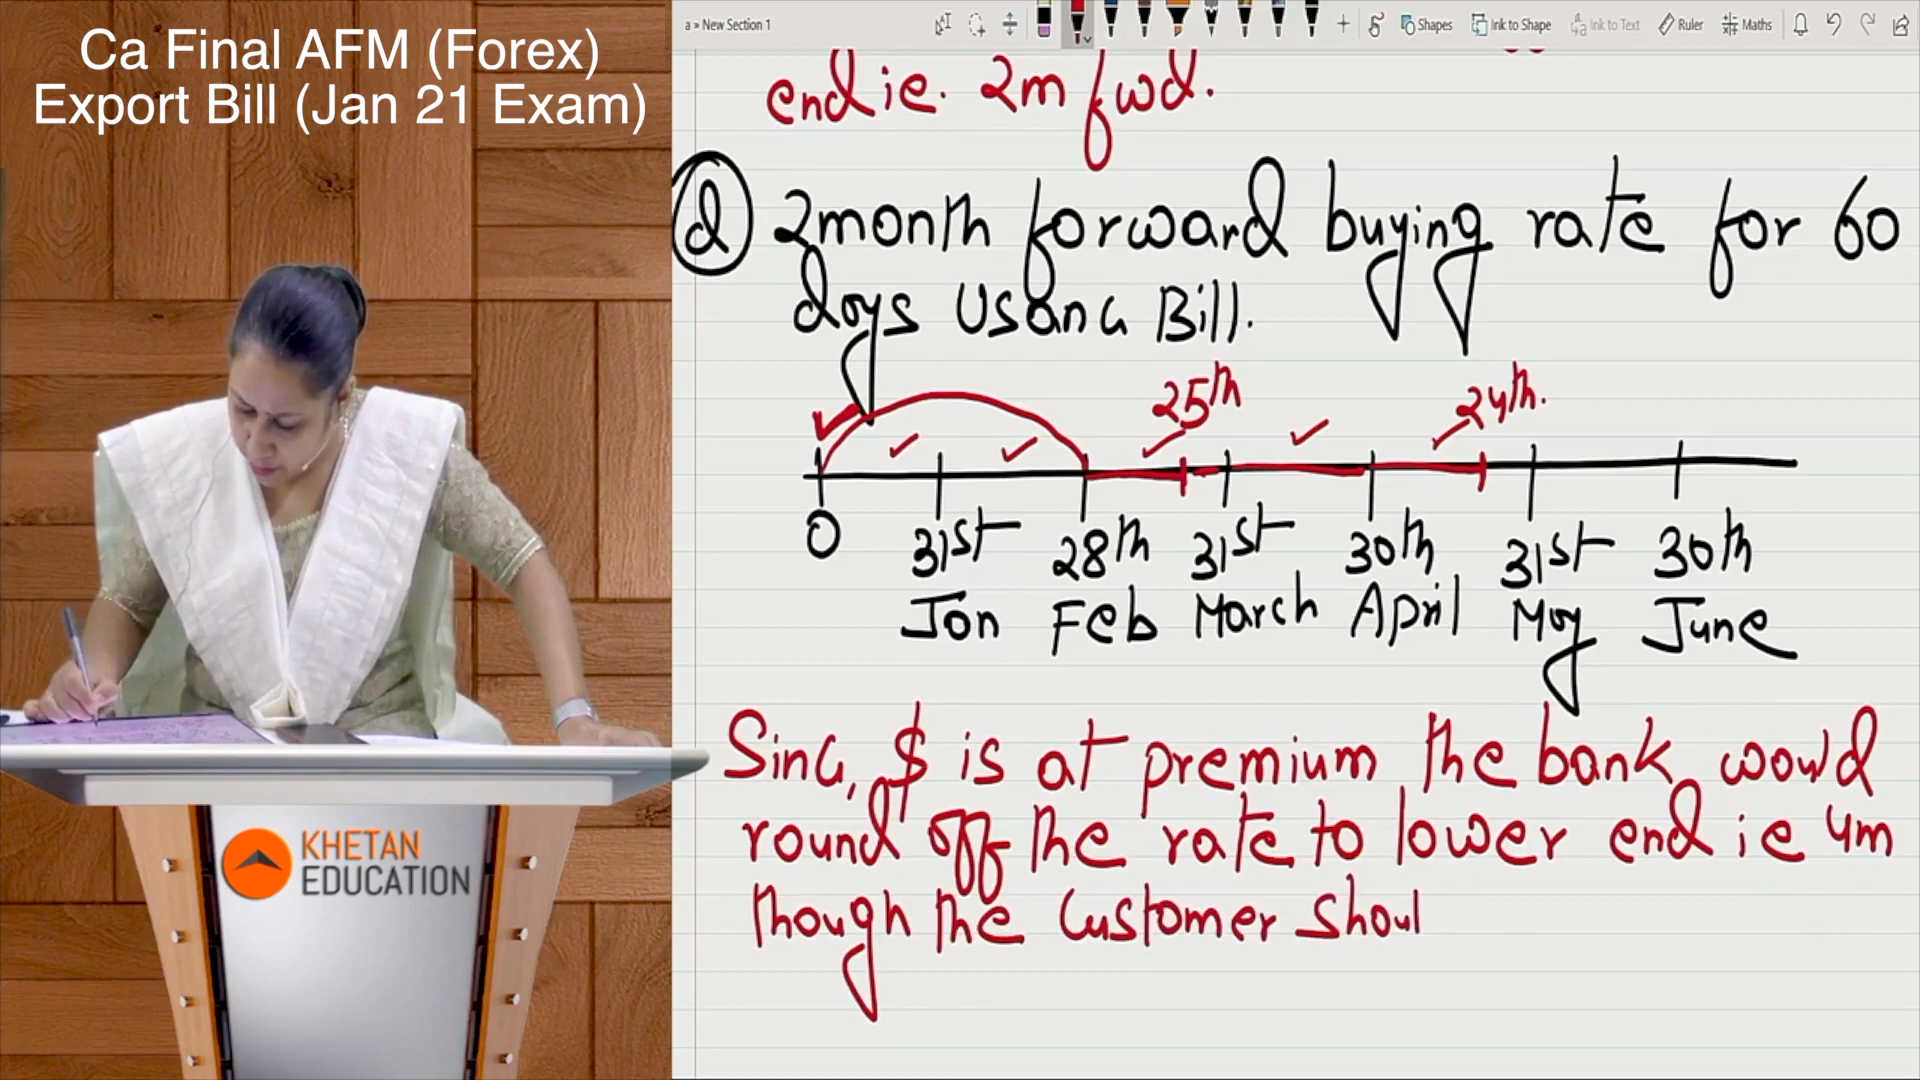 Ca Final AFM (Forex)
Export Bill (Jan 21 Exam)
a » New Section 1
Shapes
Ink to Shape
Ink to Text
Ruler
Maths
end ie. 2m fwd.
d 2month forward buying rate for 60
days Usance Bill.
25th
24th.
0
31st
Jan
28th
Feb
31st
March
30th
April
31st
May
30th
June
Since, $ is at premium the bank would
round off the rate to lower end ie 4m
though the Customer shoul
KHETAN
EDUCATION